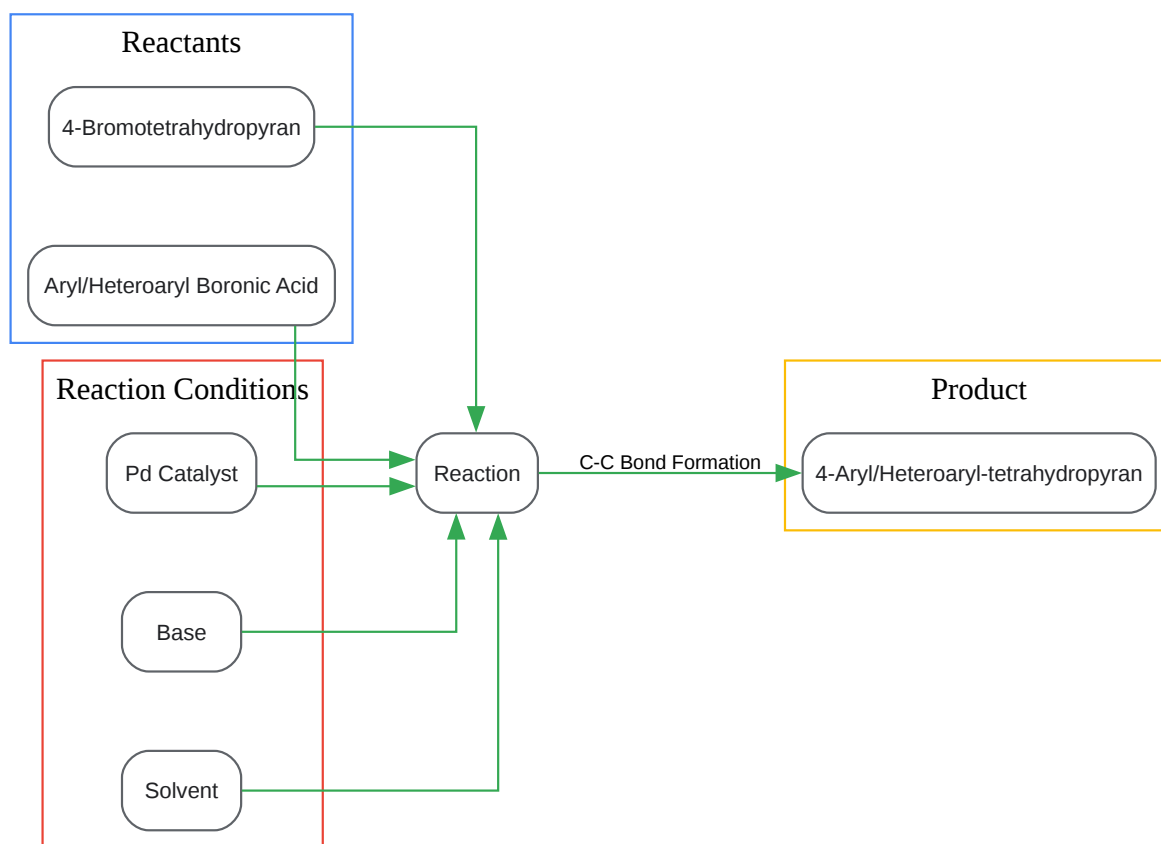 Reactants
4-Bromotetrahydropyran
Aryl/Heteroaryl Boronic Acid
Reaction Conditions
Pd Catalyst
Base
Solvent
Reaction
C-C Bond Formation
Product
4-Aryl/Heteroaryl-tetrahydropyran